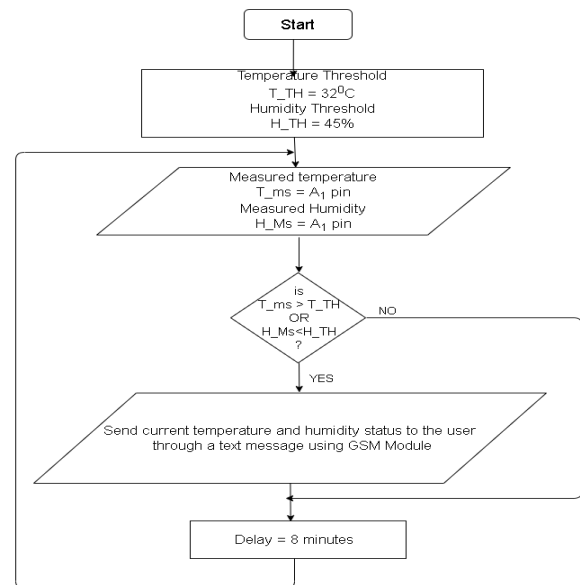 Start
Temperature Threshold
T_TH = 32⁰C
Humidity Threshold
H_TH = 45%
Measured temperature
T_ms = A₁ pin
Measured Humidity
H_Ms = A₁ pin
is
T_ms > T_TH
OR
H_Ms<H_TH
?
NO
YES
Send current temperature and humidity status to the user
through a text message using GSM Module
Delay = 8 minutes